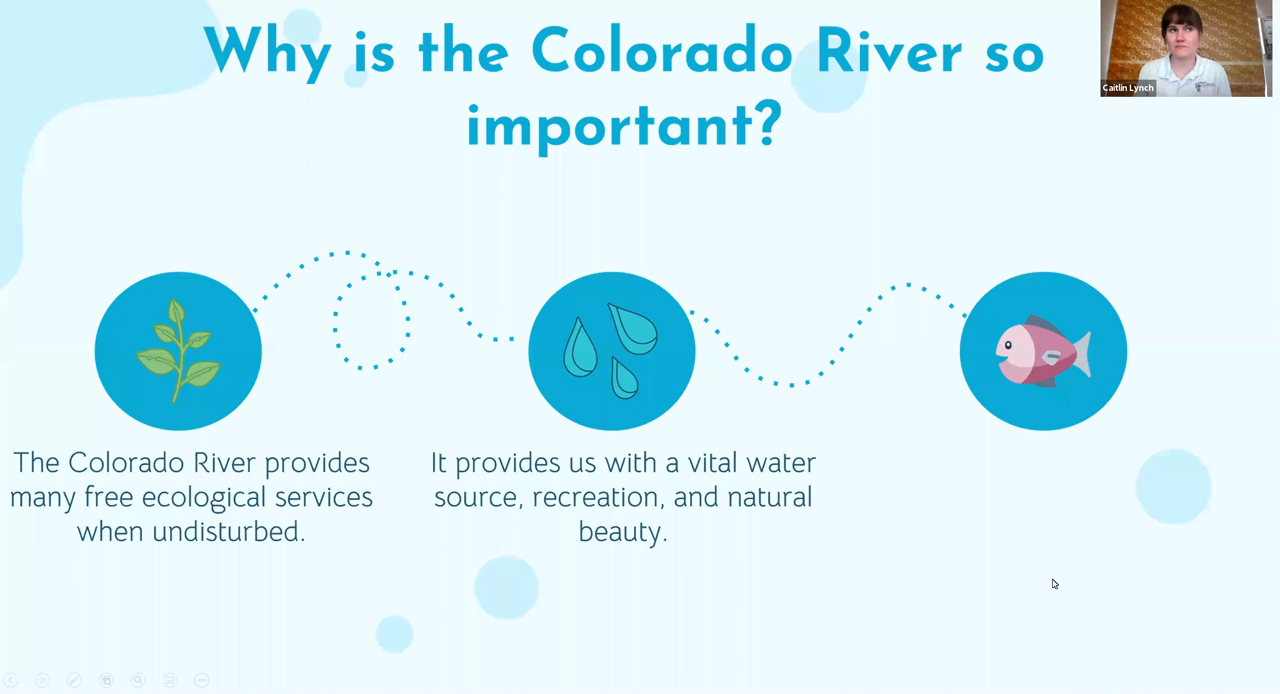 Why is the Colorado River so
important?
Caitlin Lynch
The Colorado River provides
many free ecological services
when undisturbed.
It provides us with a vital water
source, recreation, and natural
beauty.